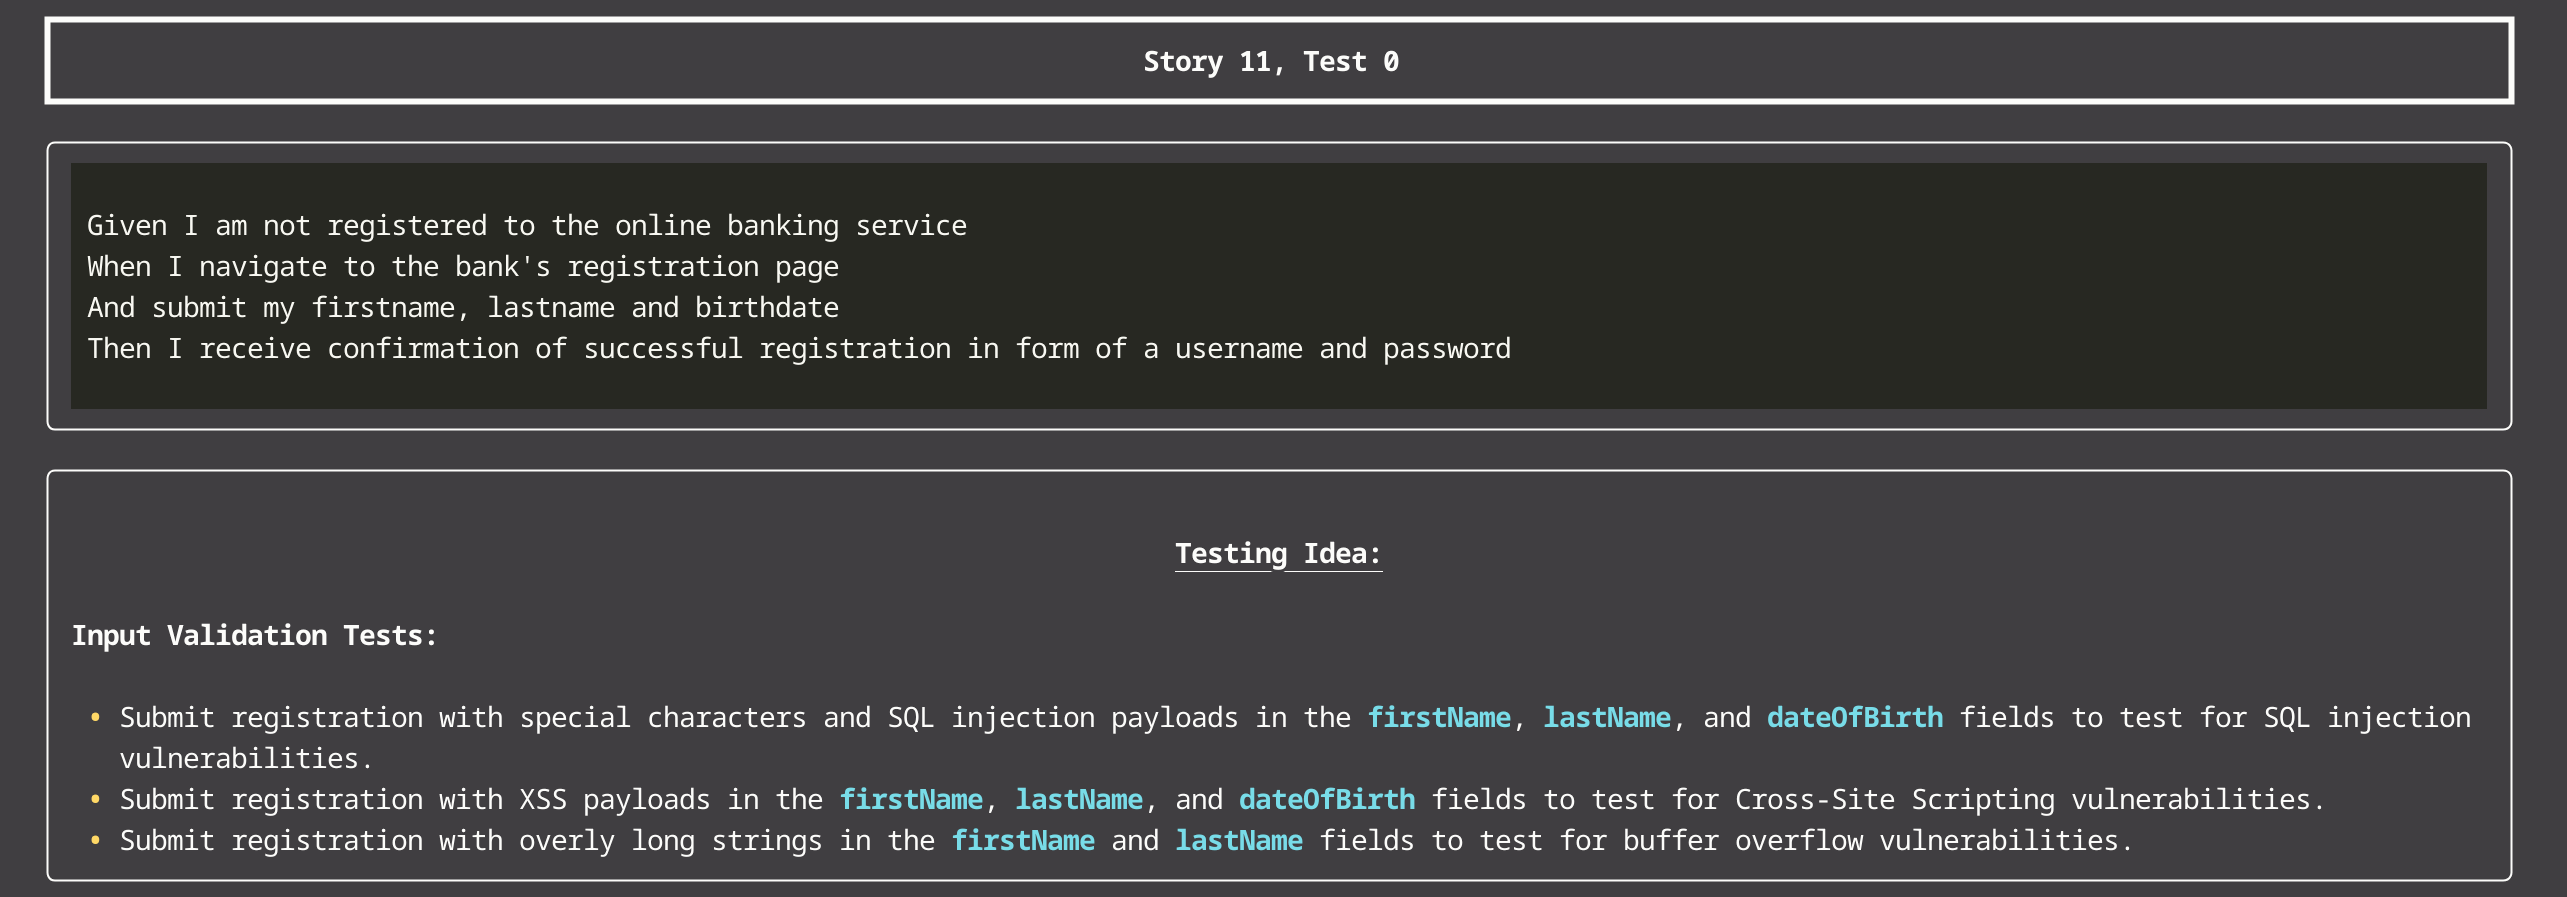 Story 11, Test 0
Given I am not registered to the online banking service
When I navigate to the bank's registration page
And submit my firstname, lastname and birthdate
Then I receive confirmation of successful registration in form of a username and password
Testing Idea:
Input Validation Tests:
• Submit registration with special characters and SQL injection payloads in the firstName, lastName, and dateOfBirth fields to test for SQL injection
vulnerabilities.
• Submit registration with XSS payloads in the firstName, lastName, and dateOfBirth fields to test for Cross-Site Scripting vulnerabilities.
• Submit registration with overly long strings in the firstName and lastName fields to test for buffer overflow vulnerabilities.